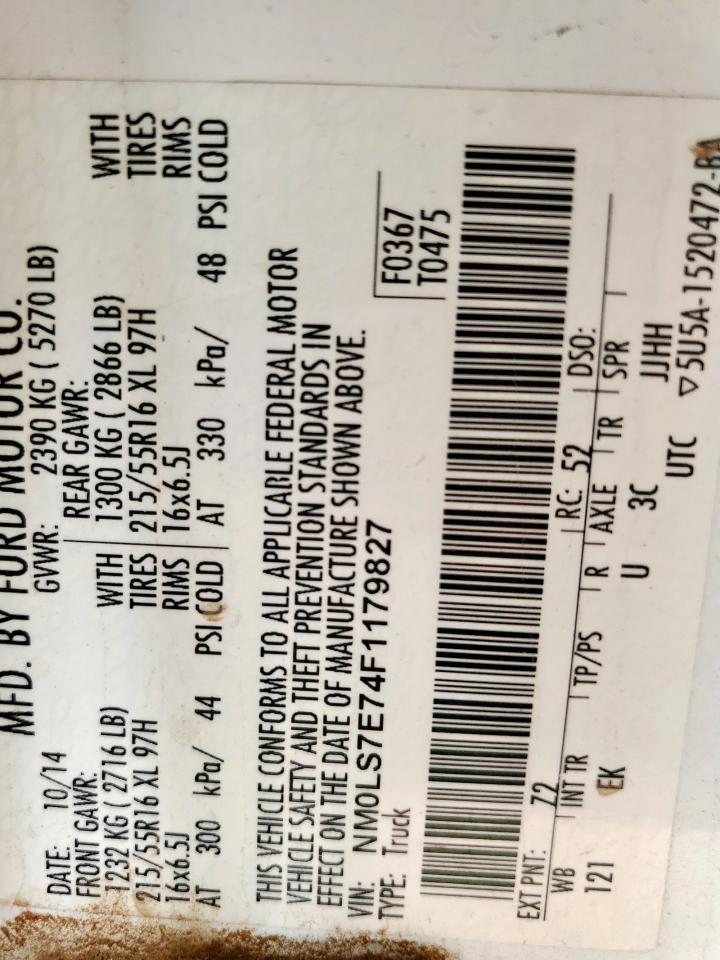 MFD. BY FORD MOTOR CO.
DATE: 10/14 GVWR: 2390 KG ( 5270 LB)
FRONT GAWR: REAR GAWR:
1232 KG ( 2716 LB) WITH 1300 KG ( 2866 LB) WITH
215/55R16 XL 97H TIRES 215/55R16 XL 97H TIRES
16x6.5J RIMS 16x6.5J RIMS
AT 300 kPa/ 44 PSI COLD AT 330 kPa/ 48 PSI COLD
THIS VEHICLE CONFORMS TO ALL APPLICABLE FEDERAL MOTOR
VEHICLE SAFETY AND THEFT PREVENTION STANDARDS IN
EFFECT ON THE DATE OF MANUFACTURE SHOWN ABOVE.
VIN: NM0LS7E74F1179827
TYPE: Truck
F0367
T0475
EXT PNT: Z2 RC: 52 DSO:
WB INT TR TP/PS R AXLE TR SPR
121 EK U 3C JJHH
UTC ▽5U5A-1520472-BA